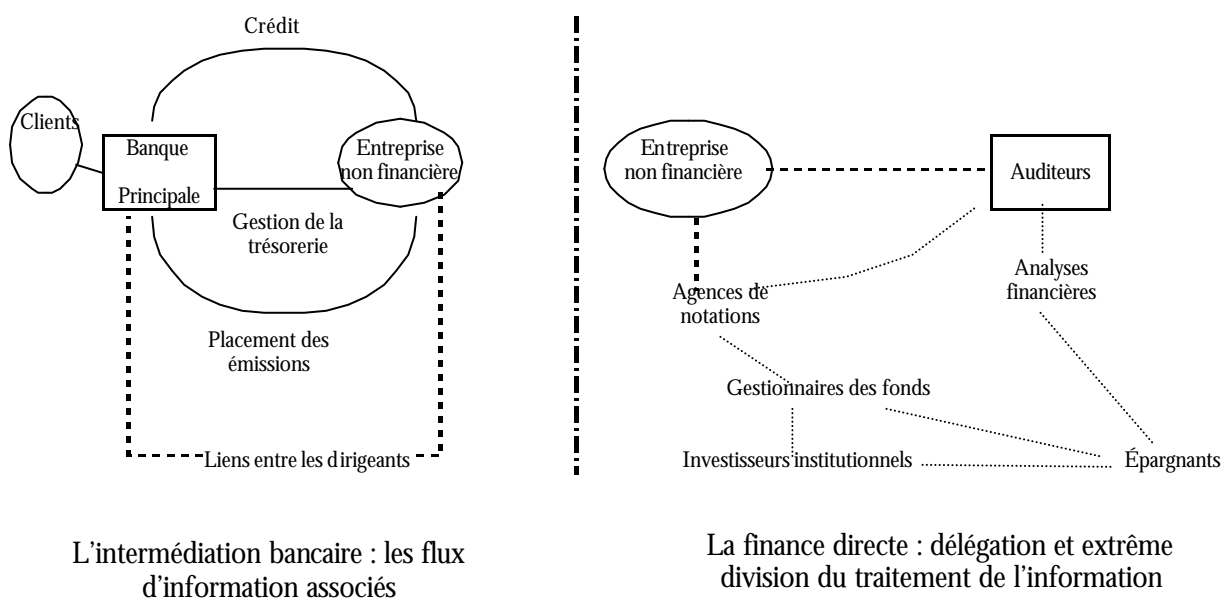 Crédit
Clients
Banque
Principale
Entreprise
non financière
Gestion de la
trésorerie
Placement des
émissions
Liens entre les dirigeants
L'intermédiation bancaire : les flux
d'information associés
Entreprise
non financière
Auditeurs
Analyses
financières
Agences de
notations
Gestionnaires des fonds
Investisseurs institutionnels
Épargnants
La finance directe : délégation et extrême
division du traitement de l'information